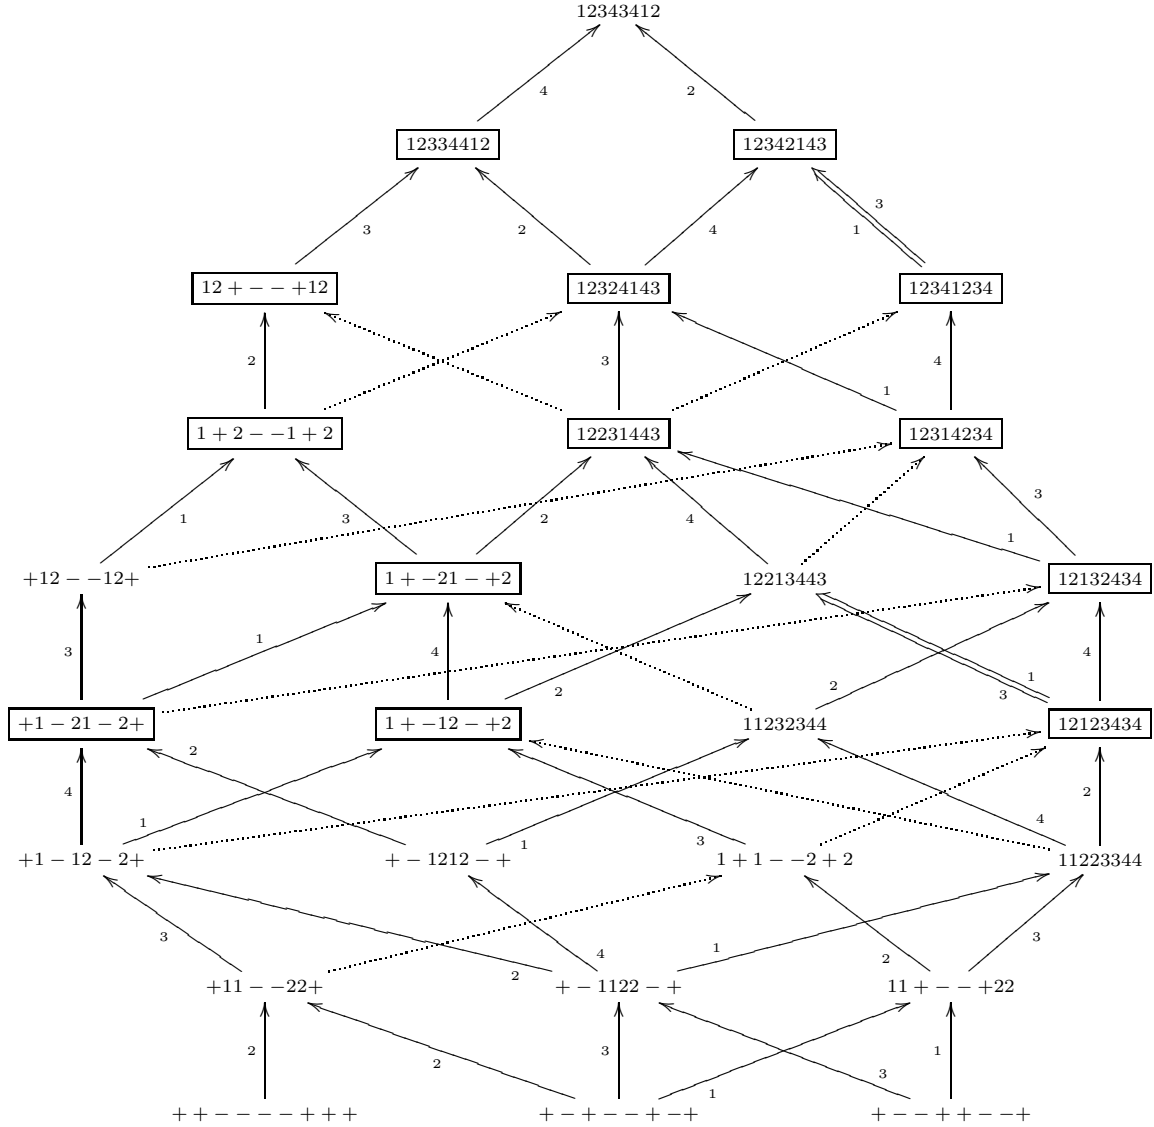 12343412
4 2
12334412 12342143
3 2 4 3 1
12 + − − +12 12324143 12341234
2 3 4 1
1 + 2 − −1 + 2 12231443 12314234
1 3 2 4 3 1
+12 − −12+ 1 + −21 − +2 12213443 12132434
3 1 4 2 2 1 3 4
+1 − 21 − 2+ 1 + −12 − +2 11232344 12123434
4 2 1 1 3 4 2
+1 − 12 − 2+ + − 1212 − + 1 + 1 − −2 + 2 11223344
3 2 4 1 2 3
+11 − −22+ + − 1122 − + 11 + − − +22
2 2 3 1 3 1
+ + − − − − + + + + − + − − + − + + − − + + − − +